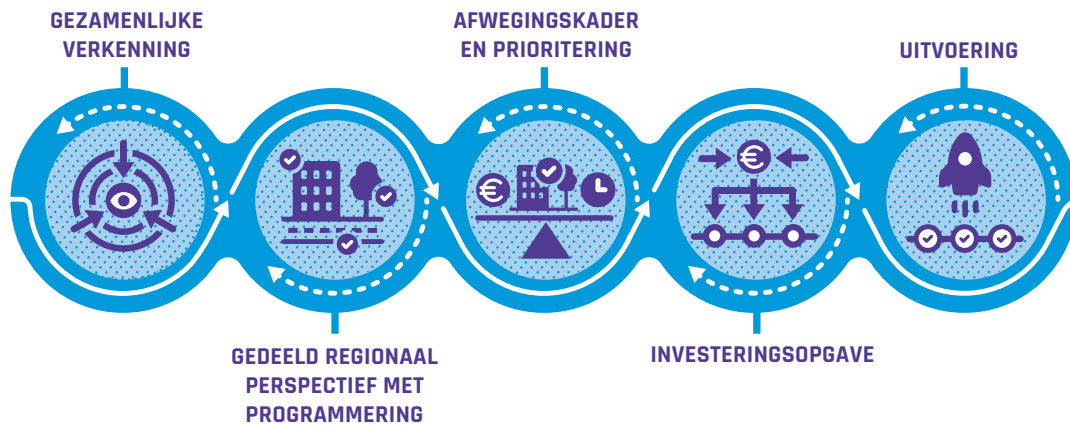 GEZAMENLIJKE
VERKENNING
GEDEELD REGIONAAL
PERSPECTIEF MET
PROGRAMMERING
AFWEGINGSKADER
EN PRIORITERING
INVESTERINGSOPGAVE
UITVOERING